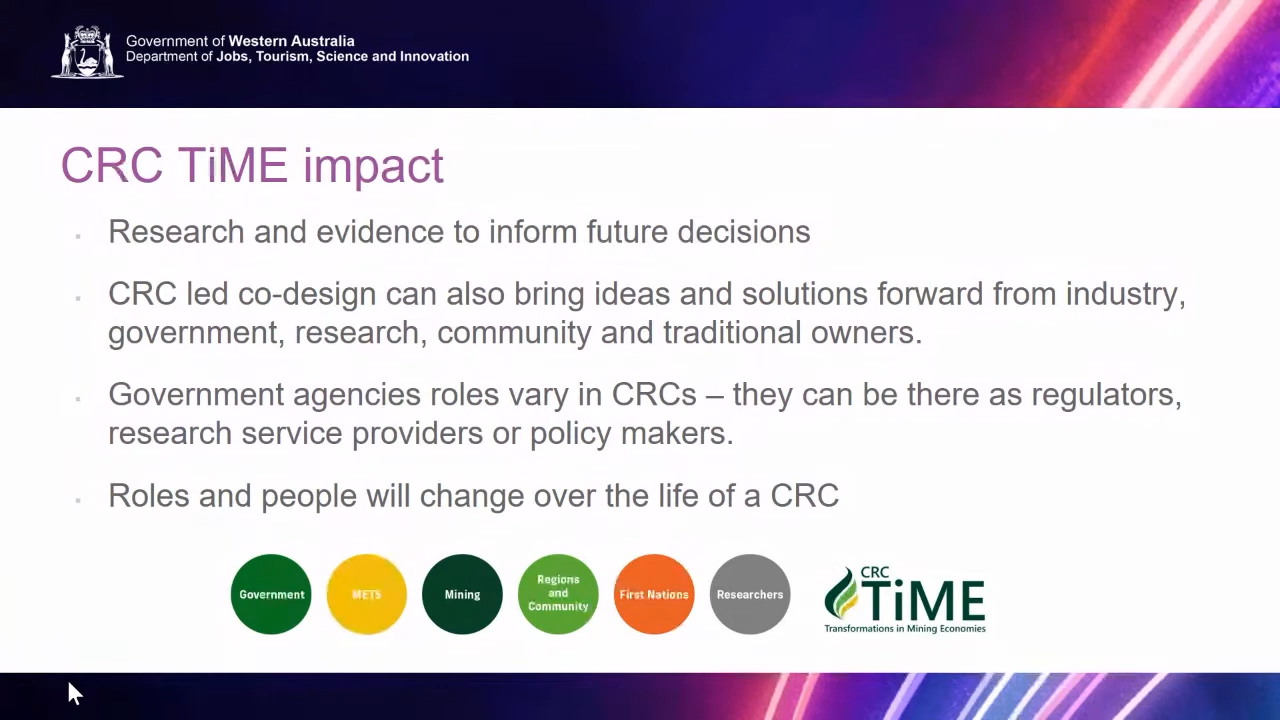 Government of Western Australia
Department of Jobs, Tourism, Science and Innovation
CRC TiME impact
Research and evidence to inform future decisions
CRC led co-design can also bring ideas and solutions forward from industry,
government, research, community and traditional owners.
Government agencies roles vary in CRCs – they can be there as regulators,
research service providers or policy makers.
Roles and people will change over the life of a CRC
Government
METS
Mining
Regions
and
Community
First Nations
Researchers
CRC
TiME
Transformations in Mining Economies